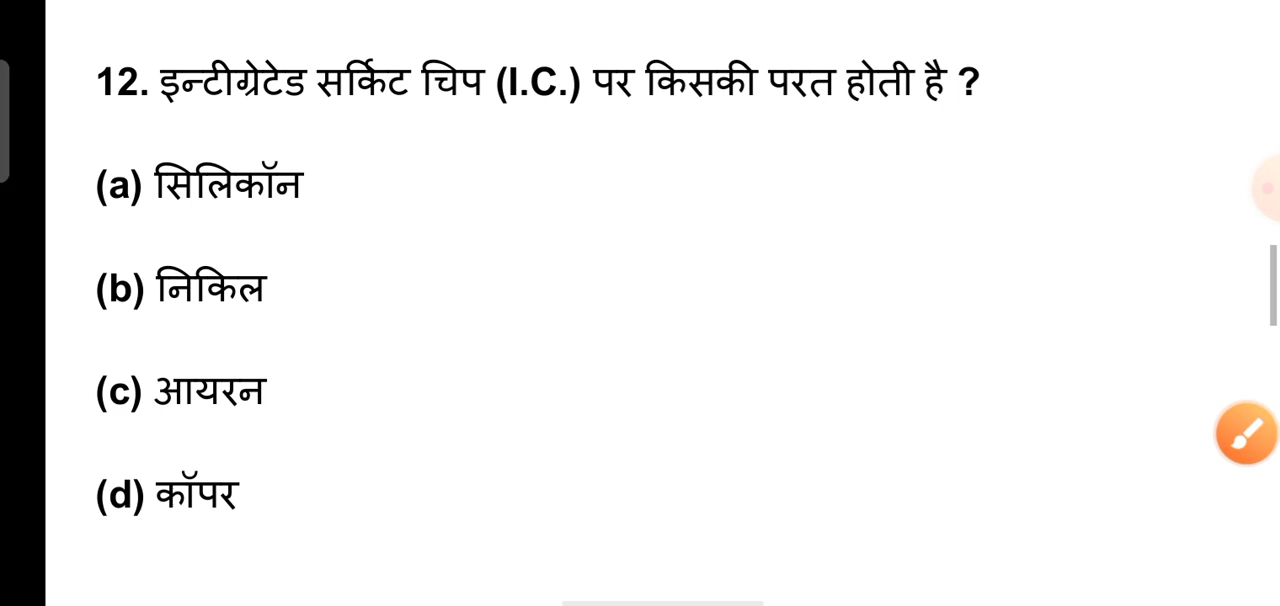 12. इन्टीग्रेटेड सर्किट चिप (I.C.) पर किसकी परत होती है ?
(a) सिलिकॉन
(b) निकिल
(c) आयरन
(d) कॉपर